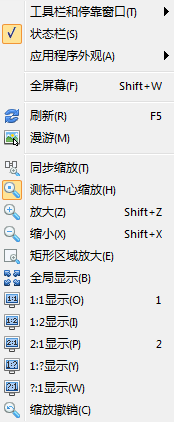 工具栏和停靠窗口(T)
状态栏(S)
应用程序外观(A)
全屏幕(F) Shift+W
刷新(R) F5
漫游(M)
同步缩放(T)
测标中心缩放(H)
放大(Z) Shift+Z
缩小(X) Shift+X
矩形区域放大(E)
全局显示(B)
1:1显示(O) 1
1:2显示(I)
2:1显示(P) 2
1:?显示(Y)
?:1显示(W)
缩放撤销(C)